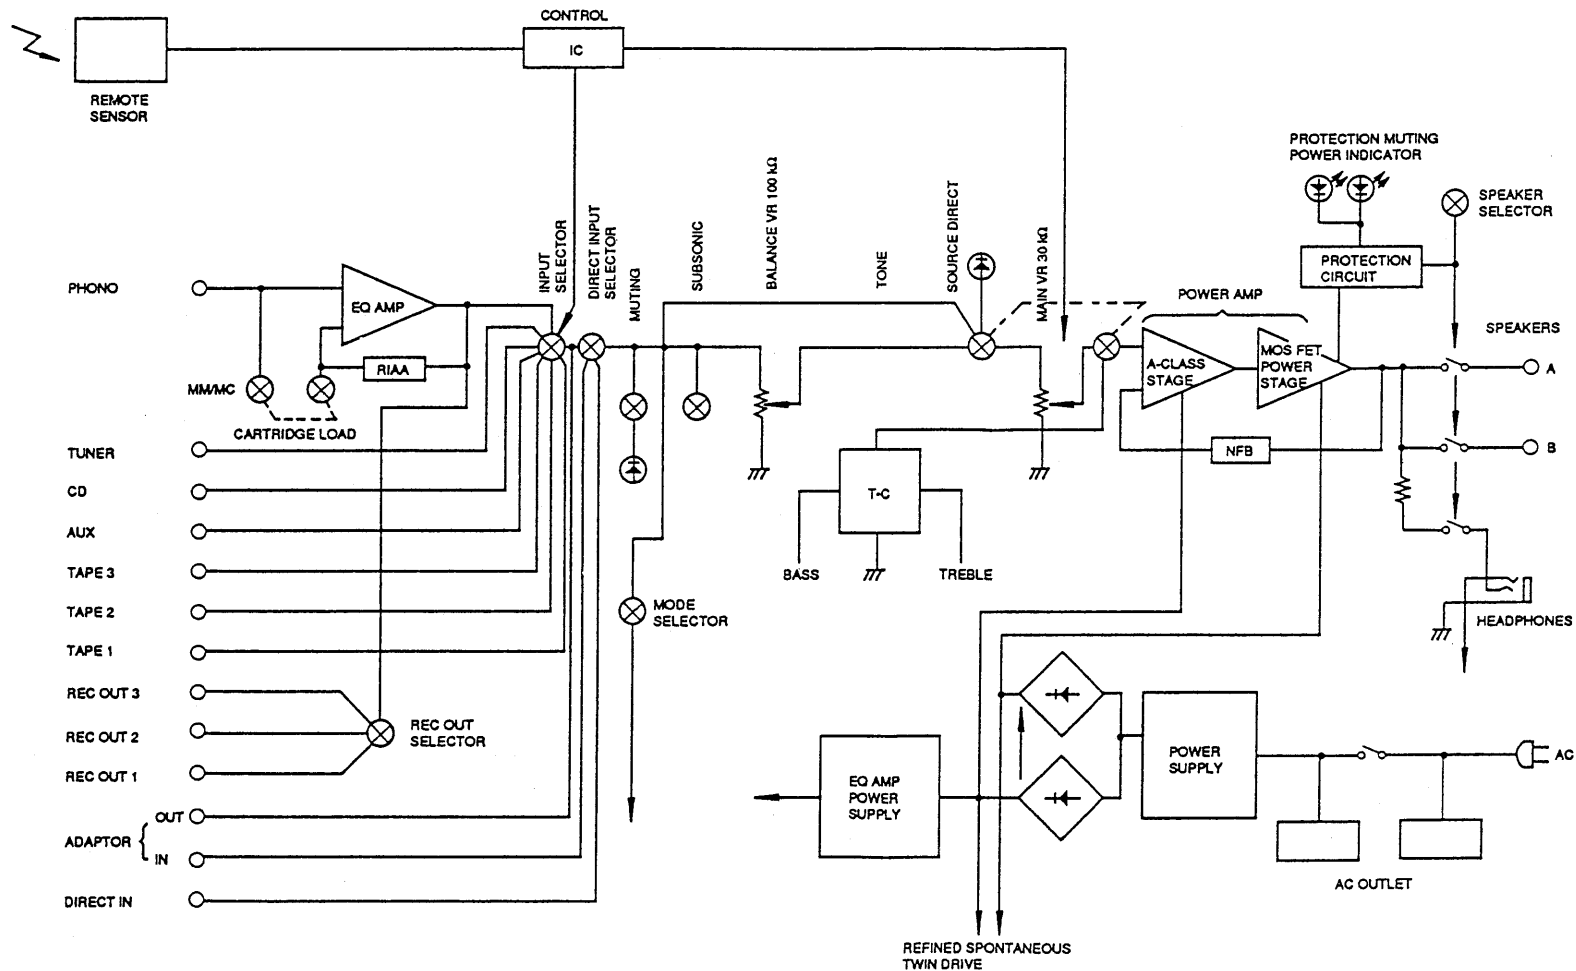 CONTROL
IC
REMOTE
SENSOR
PROTECTION MUTING
POWER INDICATOR
SPEAKER
SELECTOR
PROTECTION
CIRCUIT
INPUT
SELECTOR
DIRECT INPUT
SELECTOR
MUTING
SUBSONIC
BALANCE VR 100 kΩ
TONE
SOURCE DIRECT
MAIN VR 30 kΩ
POWER AMP
PHONO
EQ AMP
RIAA
MM/MC
CARTRIDGE LOAD
A-CLASS
STAGE
MOS FET
POWER
STAGE
SPEAKERS
A
B
NFB
TUNER
CD
AUX
TAPE 3
TAPE 2
TAPE 1
T-C
BASS
TREBLE
MODE
SELECTOR
HEADPHONES
REC OUT 3
REC OUT 2
REC OUT 1
REC OUT
SELECTOR
EQ AMP
POWER
SUPPLY
POWER
SUPPLY
AC
OUT
ADAPTOR
IN
DIRECT IN
AC OUTLET
REFINED SPONTANEOUS
TWIN DRIVE